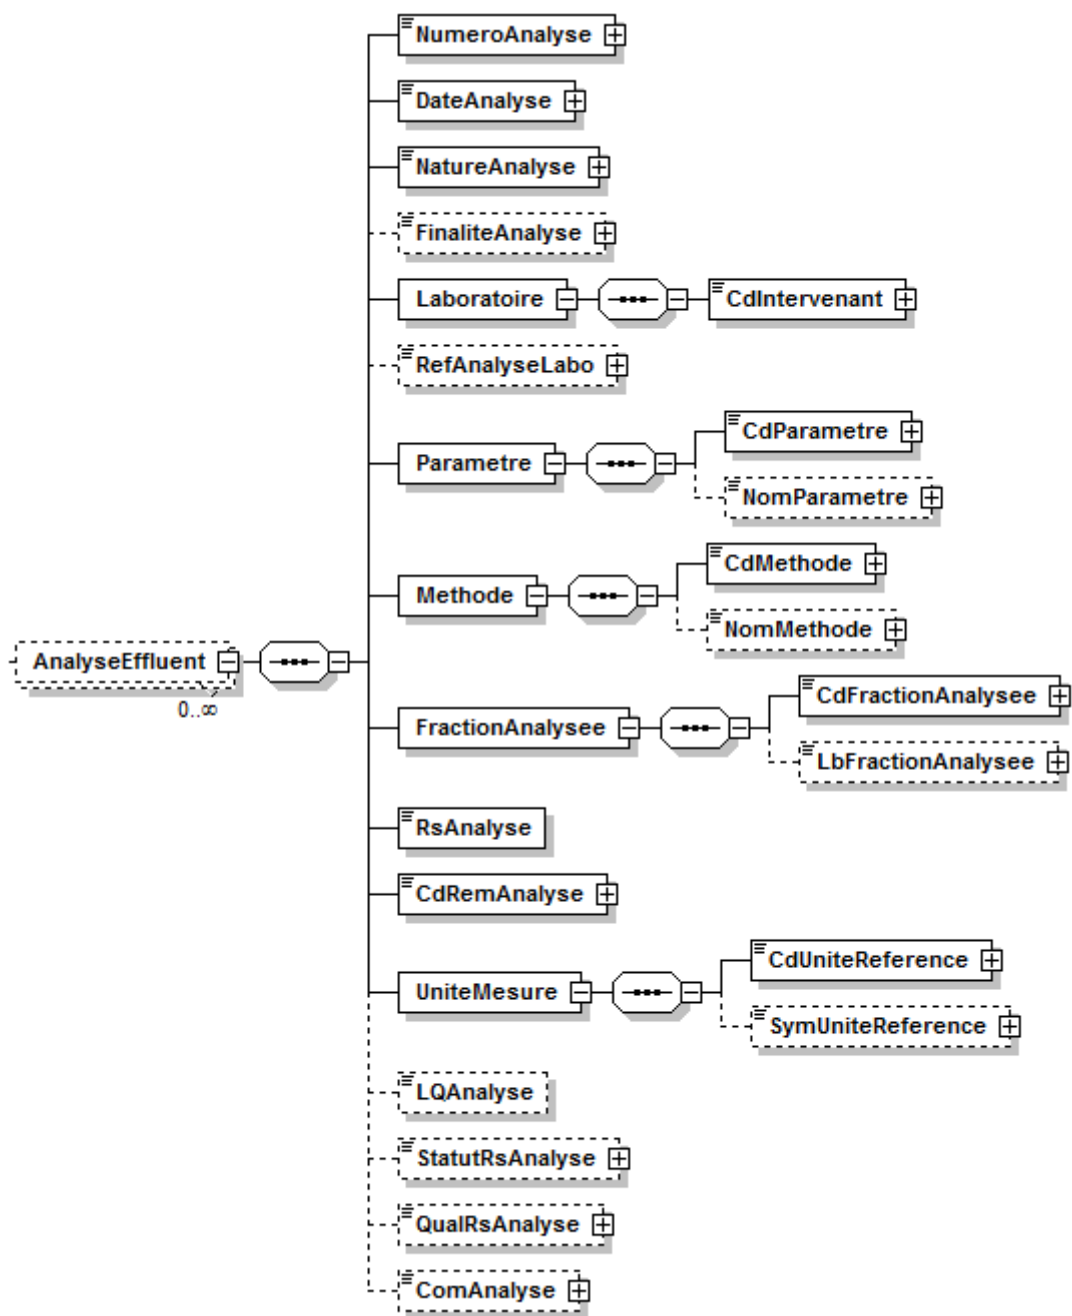 NumeroAnalyse
DateAnalyse
NatureAnalyse
FinaliteAnalyse
Laboratoire
CdIntervenant
RefAnalyseLabo
Parametre
CdParametre
NomParametre
Methode
CdMethode
NomMethode
AnalyseEffluent
0..∞
FractionAnalysee
CdFractionAnalysee
LbFractionAnalysee
RsAnalyse
CdRemAnalyse
UniteMesure
CdUniteReference
SymUniteReference
LQAnalyse
StatutRsAnalyse
QualRsAnalyse
ComAnalyse